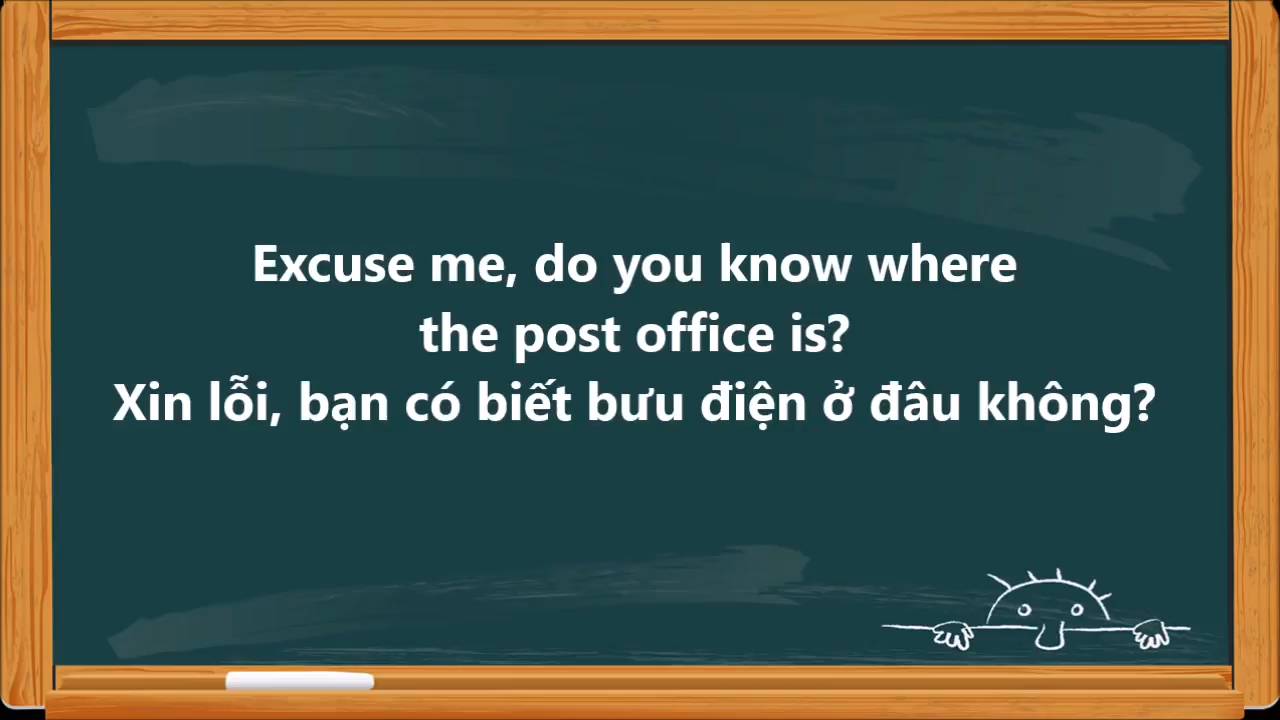 Excuse me, do you know where
the post office is?
Xin lỗi, bạn có biết bưu điện ở đâu không?